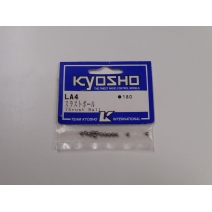 KYOSHO
THE FINEST RADIO CONTROL MODELS
LA4
●180
スラストボール
Thrust Ball
TEAM KYOSHO K INTERNATIONAL